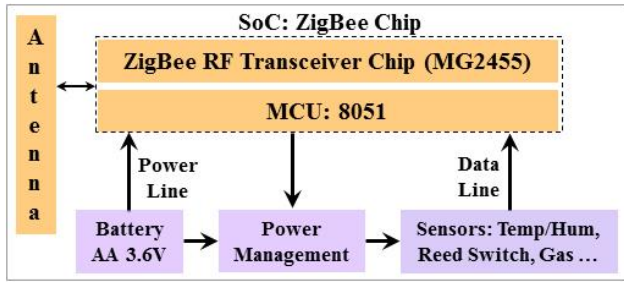 Antenna
SoC: ZigBee Chip
ZigBee RF Transceiver Chip (MG2455)
MCU: 8051
Power
Line
Data
Line
Battery
AA 3.6V
Power
Management
Sensors: Temp/Hum,
Reed Switch, Gas ...